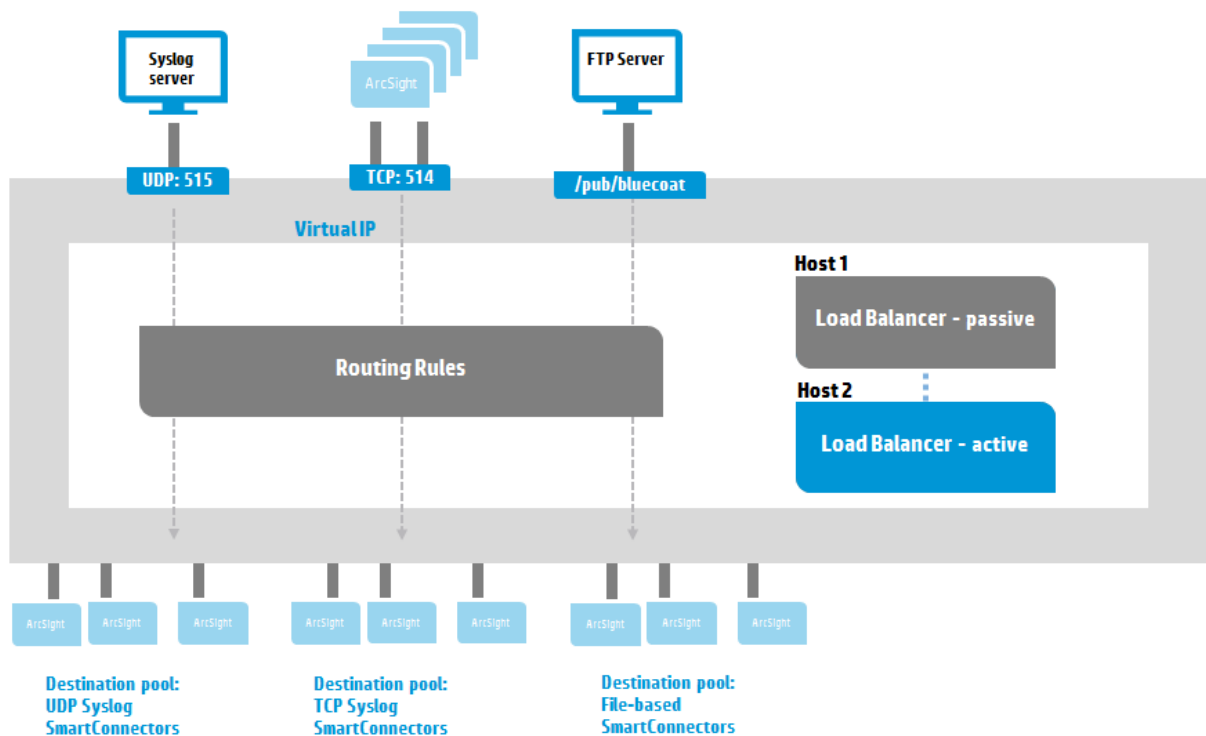 Syslog
server
ArcSight
FTP Server
UDP: 515
TCP: 514
/pub/bluecoat
Virtual IP
Host 1
Load Balancer - passive
Routing Rules
Host 2
Load Balancer - active
ArcSight
ArcSight
ArcSight
ArcSight
ArcSight
ArcSight
ArcSight
ArcSight
ArcSight
Destination pool:
UDP Syslog
SmartConnectors
Destination pool:
TCP Syslog
SmartConnectors
Destination pool:
File-based
SmartConnectors